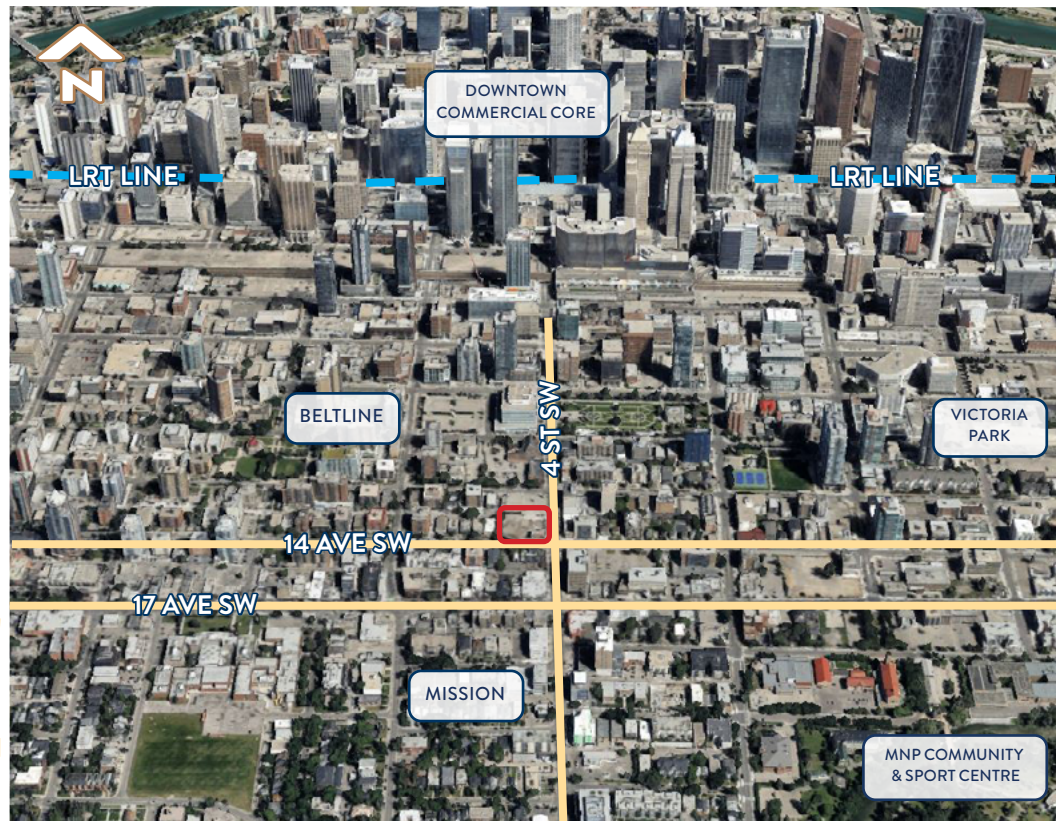 N
DOWNTOWN
COMMERCIAL CORE
LRT LINE
LRT LINE
BELTLINE
4 ST SW
VICTORIA
PARK
14 AVE SW
17 AVE SW
MISSION
MNP COMMUNITY
& SPORT CENTRE